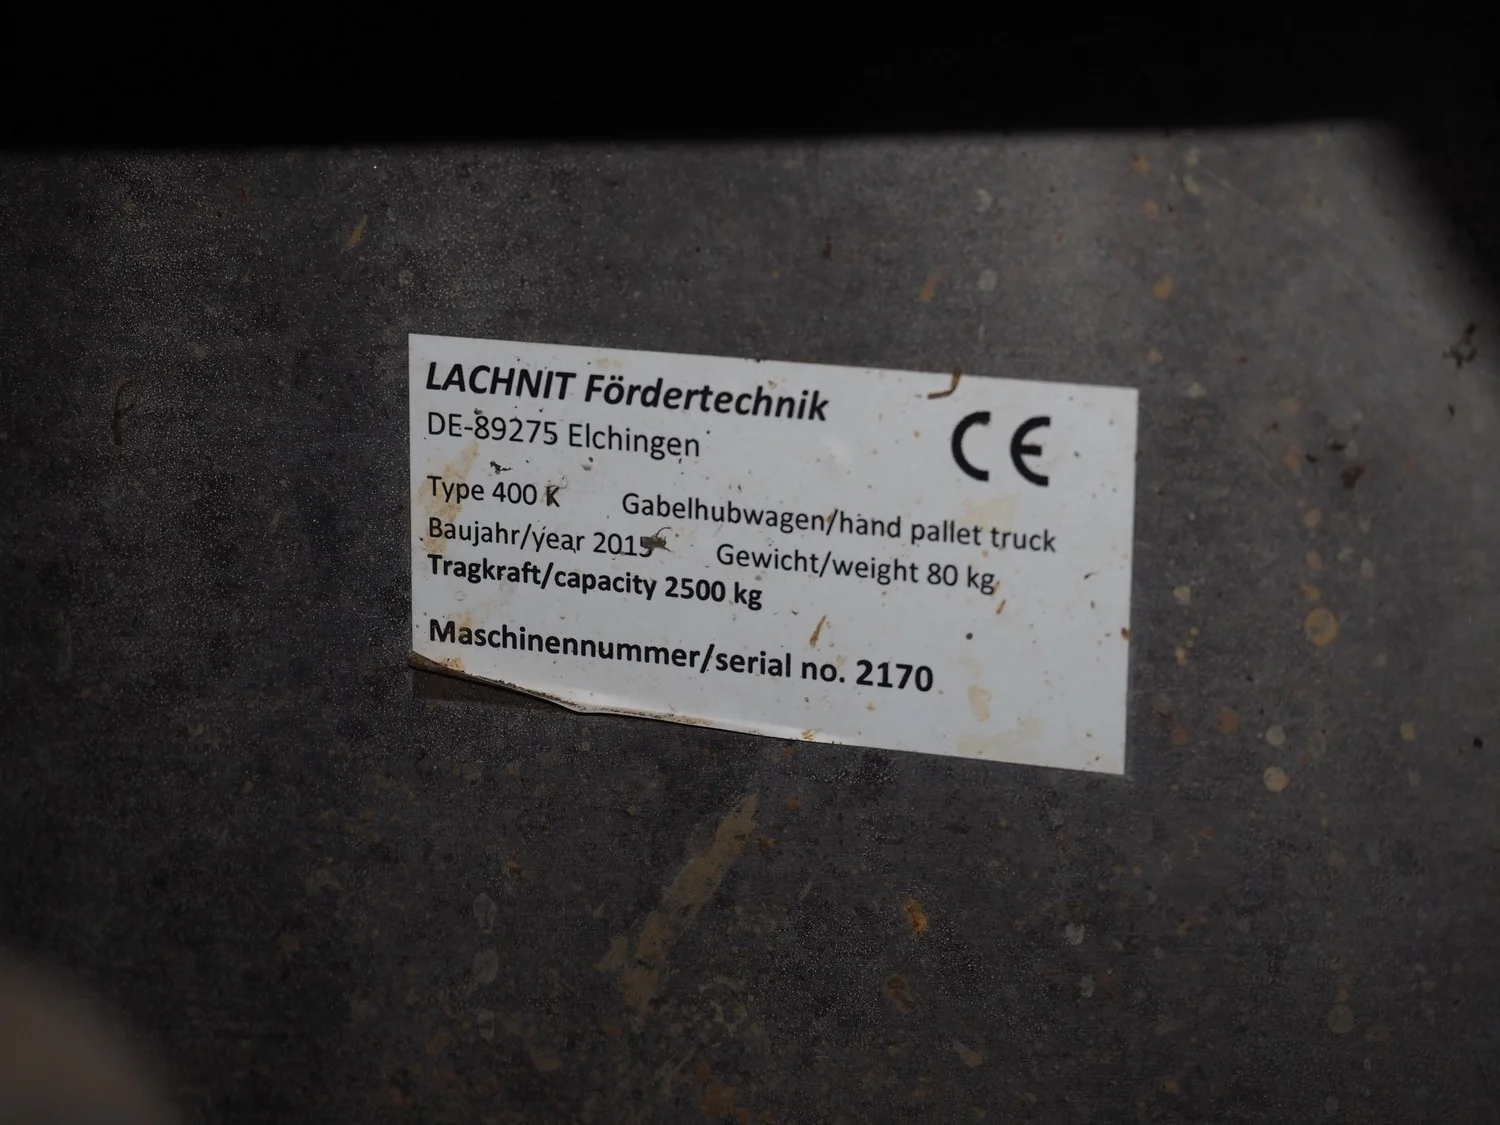 LACHNIT Fördertechnik
CE
DE-89275 Elchingen
Type 400 K Gabelhubwagen/hand pallet truck
Baujahr/year 2015 Gewicht/weight 80 kg
Tragkraft/capacity 2500 kg
Maschinennummer/serial no. 2170